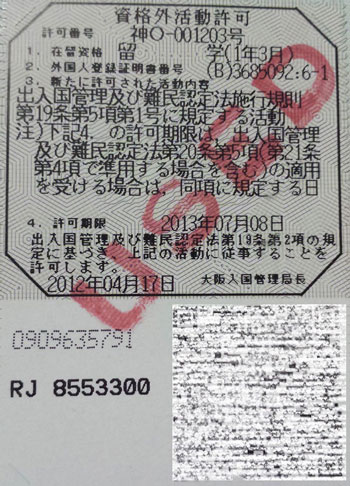 資格外活動許可
許可番号 神O-001203号
1. 在留資格 留 学(1年3月)
2. 外国人登録証明書番号 (B)3685092:6-1
3. 新たに許可された活動内容
出入国管理及び難民認定法施行規則
第19条第5項第1号に規定する活動
注)下記4. の許可期限は、出入国管理
及び難民認定法第20条第5項(第21条
第4項で準用する場合を含む)の適用
を受ける場合は、同項に規定する日
4. 許可期限 2013年07月08日
出入国管理及び難民認定法第19条第2項の規
定に基づき、上記の活動に従事することを
許可します。
2012年04月17日 大阪入国管理局長
USED
0909635791
RJ 8553300